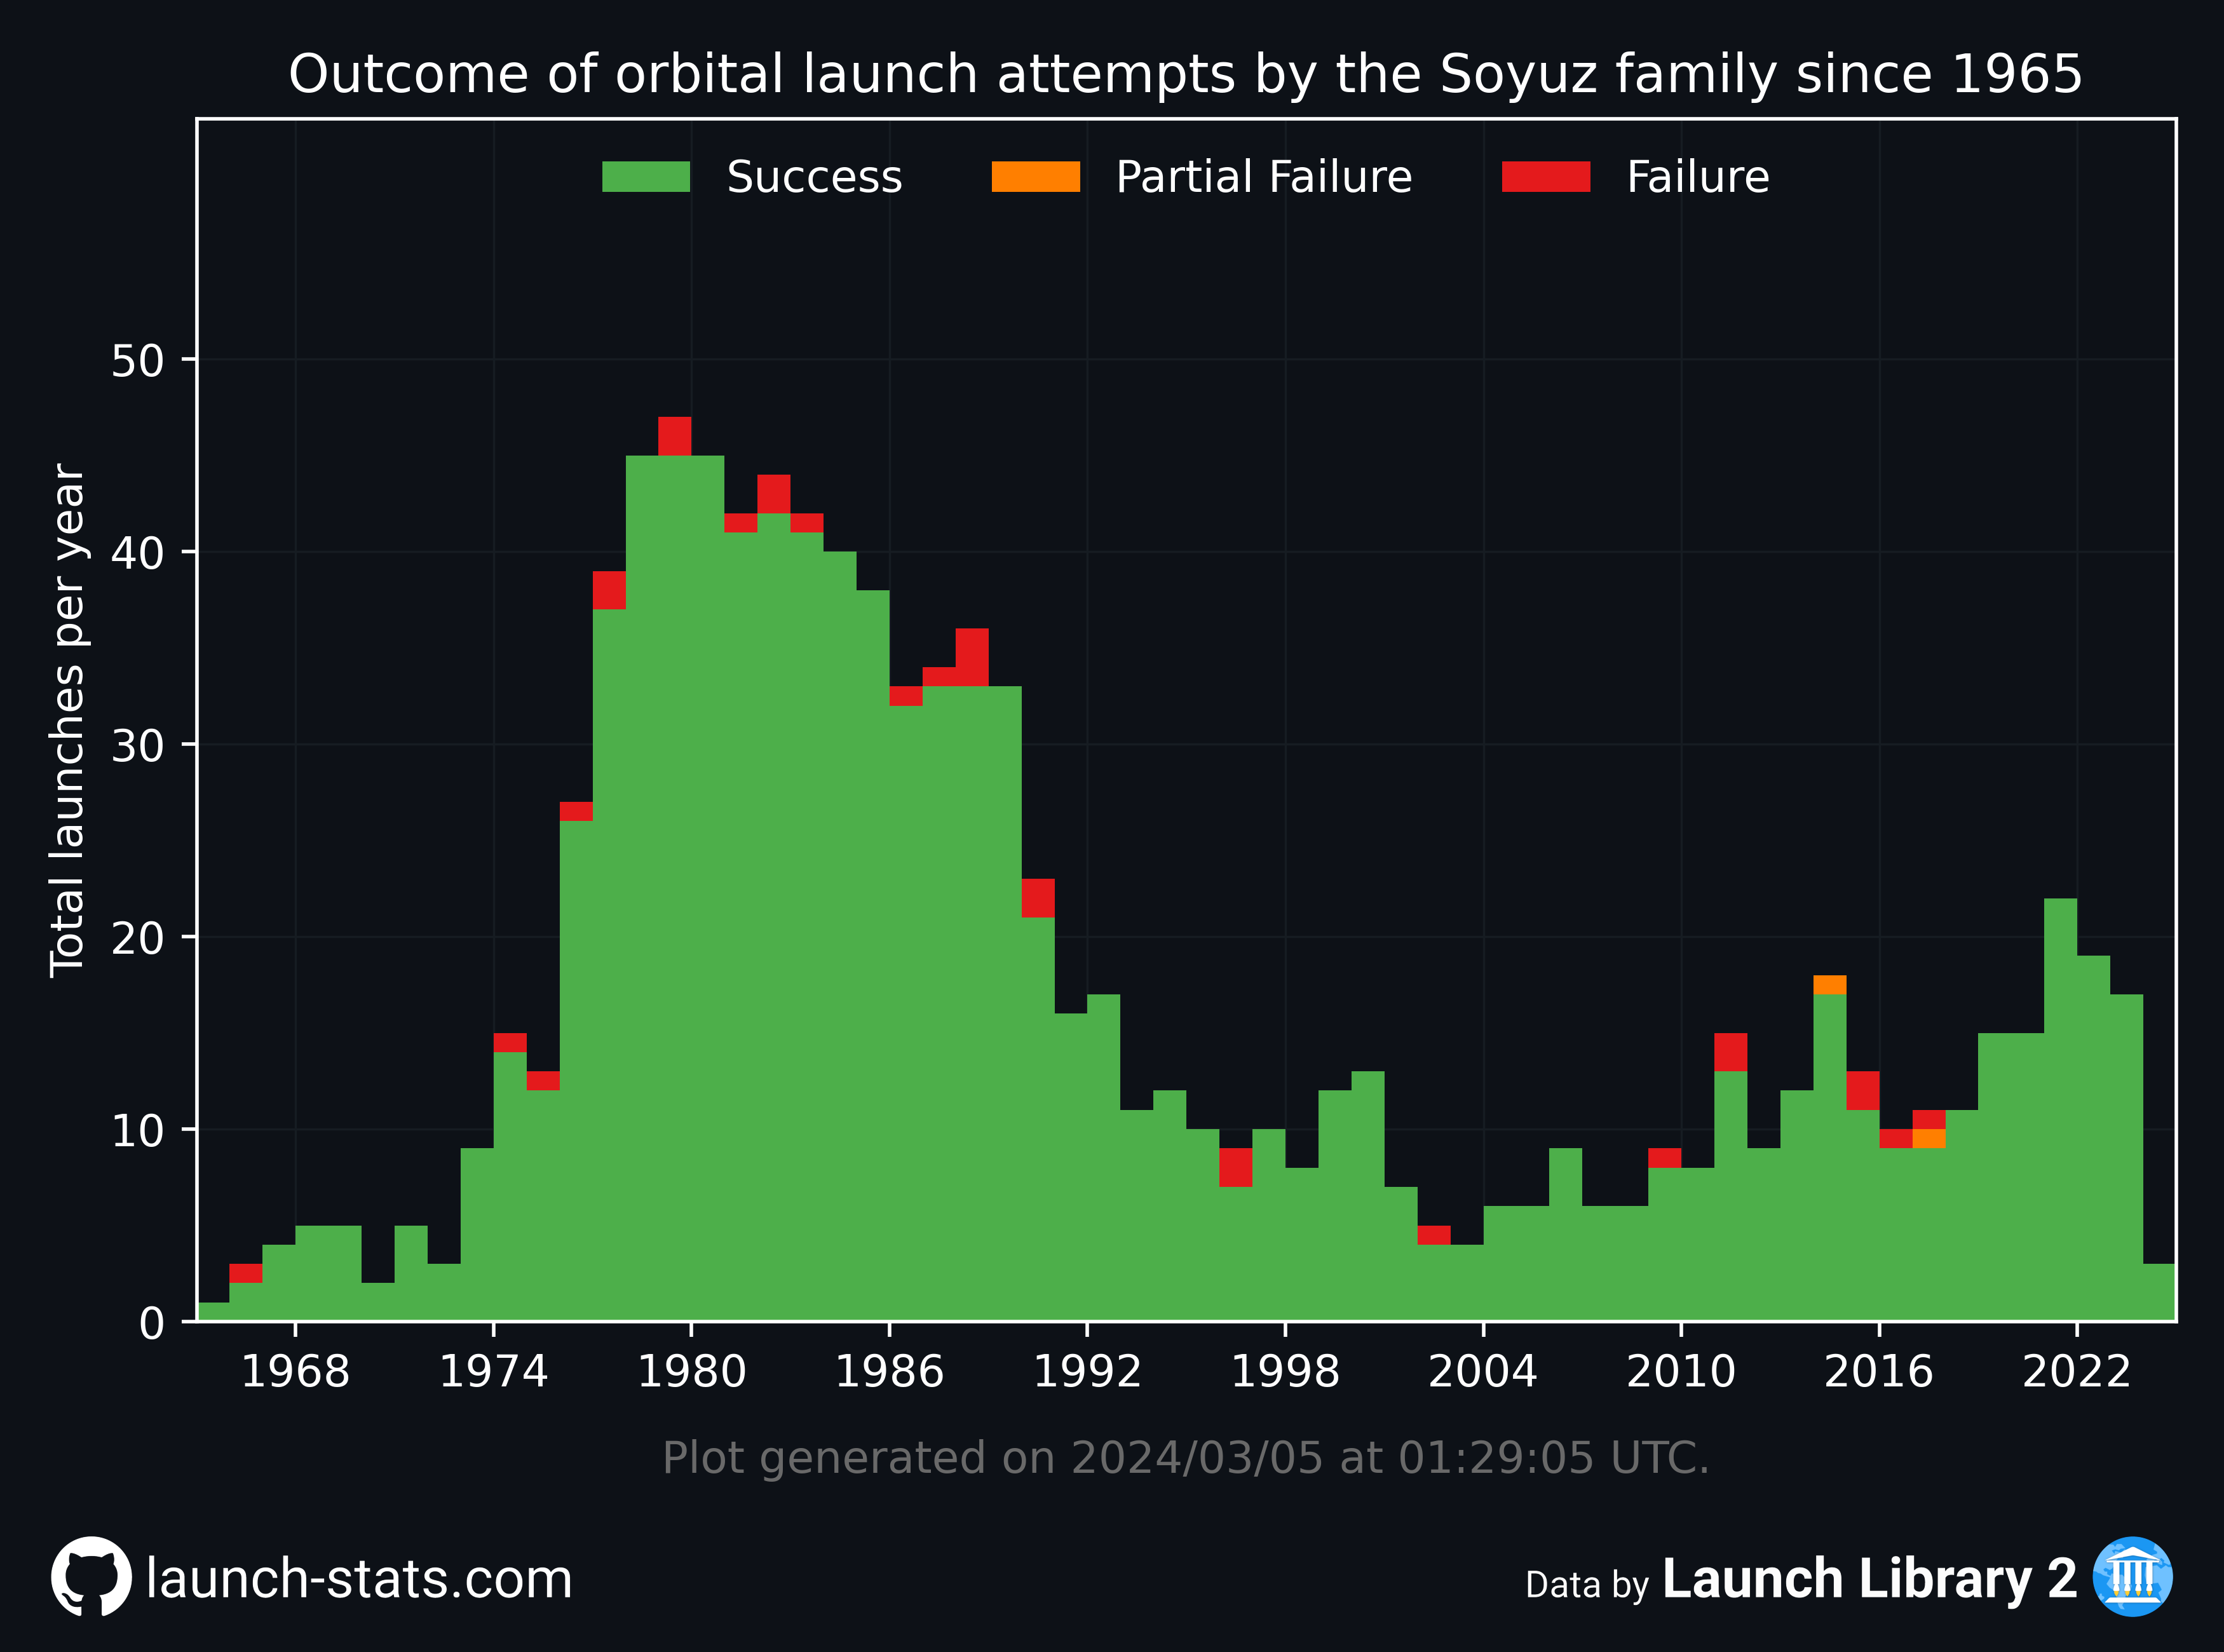 Outcome of orbital launch attempts by the Soyuz family since 1965
Success Partial Failure Failure
Total launches per year
50
40
30
20
10
0
1968 1974 1980 1986 1992 1998 2004 2010 2016 2022
Plot generated on 2024/03/05 at 01:29:05 UTC.
launch-stats.com
Data by Launch Library 2